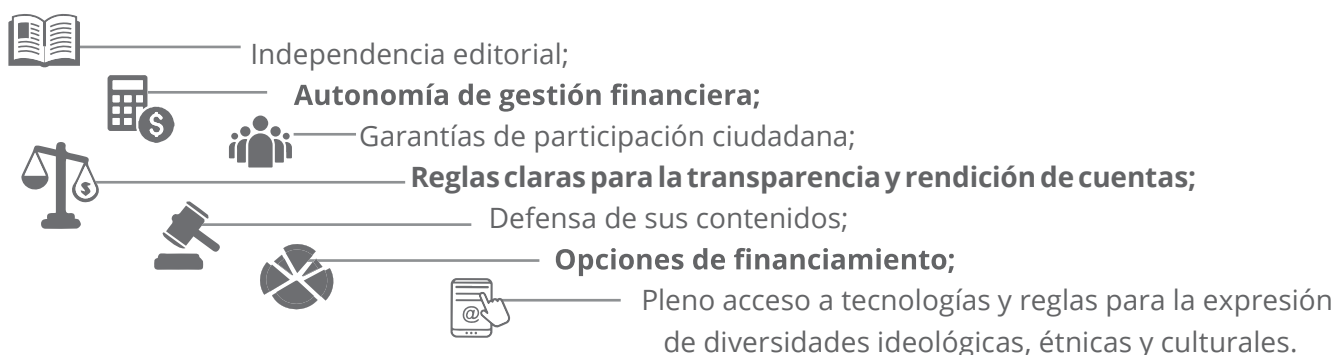 Independencia editorial;
Autonomía de gestión financiera;
$
Garantías de participación ciudadana;
Reglas claras para la transparencia y rendición de cuentas;
$
Defensa de sus contenidos;
Opciones de financiamiento;
Pleno acceso a tecnologías y reglas para la expresión
@
de diversidades ideológicas, étnicas y culturales.